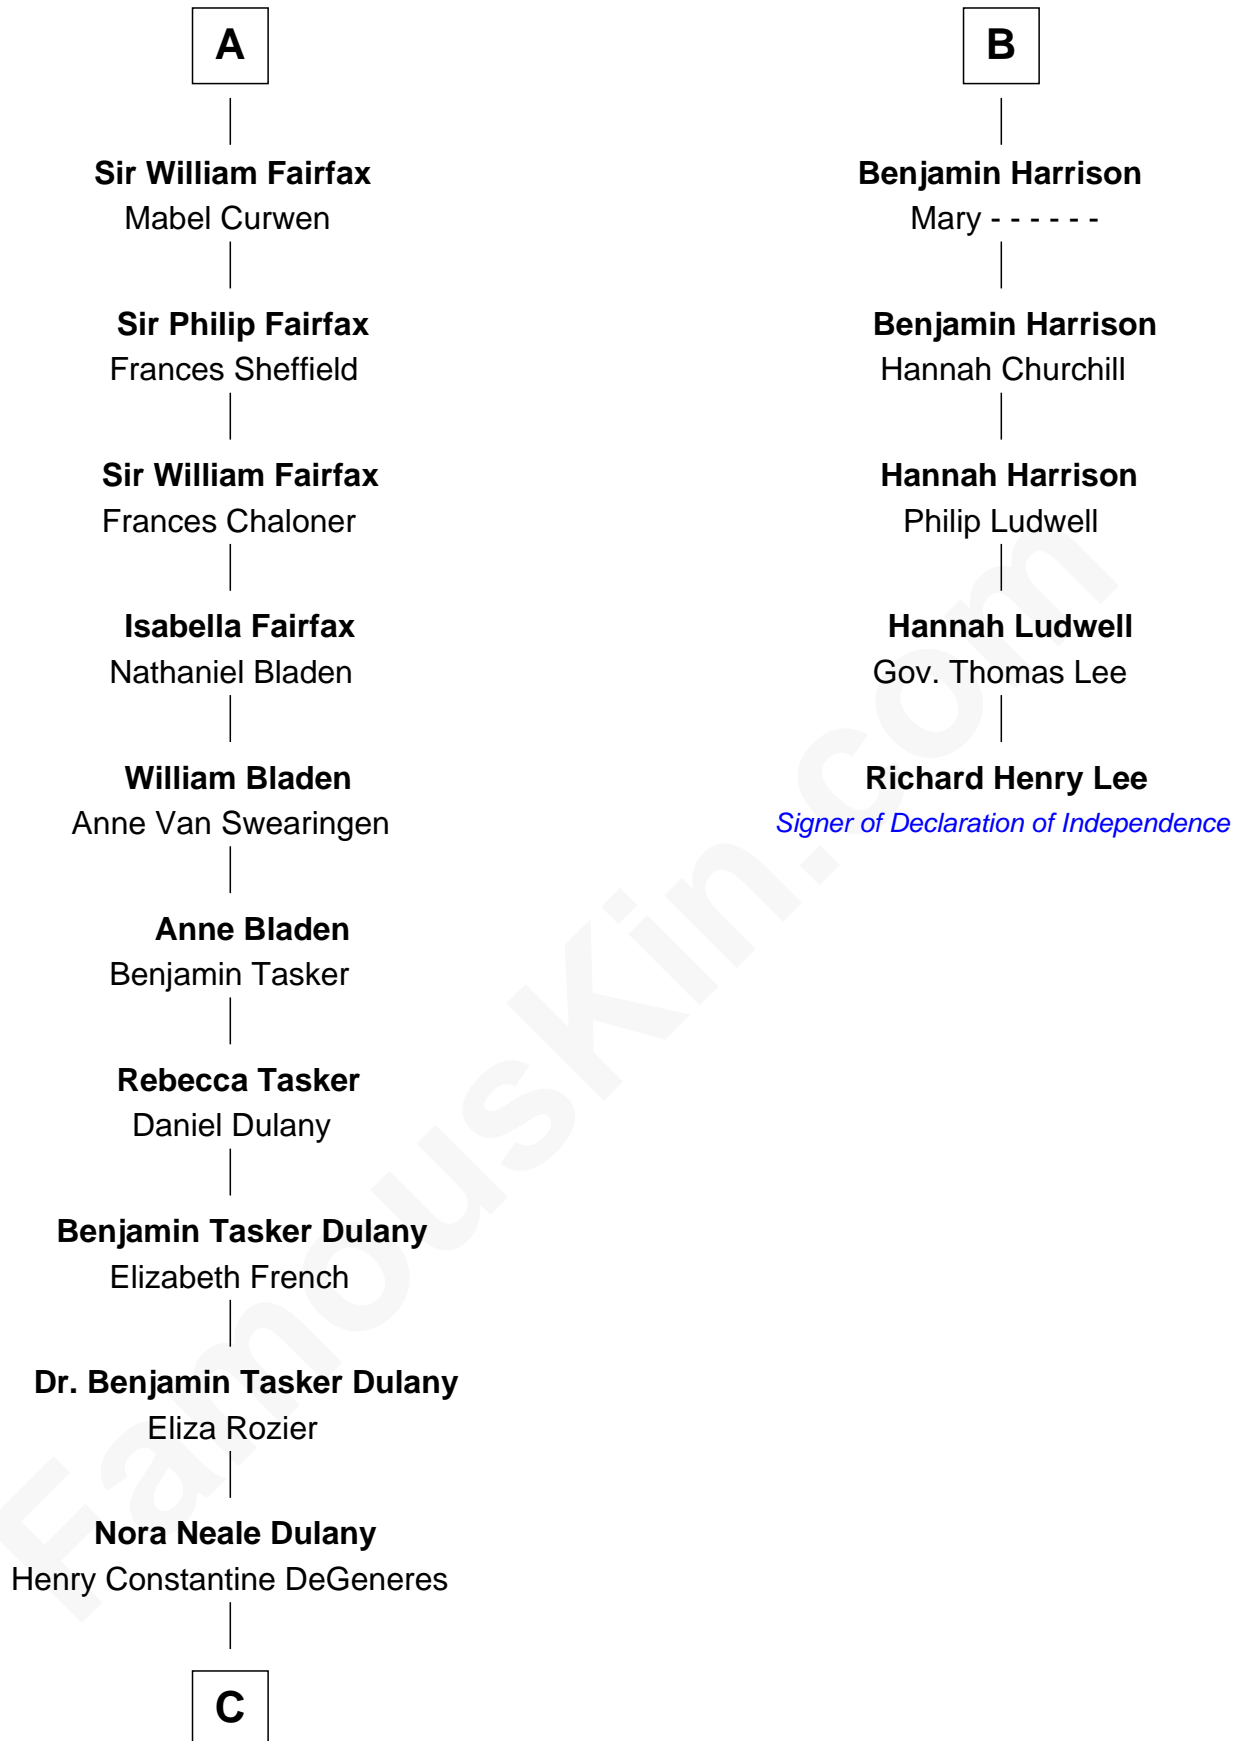 A
Sir William Fairfax
Mabel Curwen
Sir Philip Fairfax
Frances Sheffield
Sir William Fairfax
Frances Chaloner
Isabella Fairfax
Nathaniel Bladen
William Bladen
Anne Van Swearingen
Anne Bladen
Benjamin Tasker
Rebecca Tasker
Daniel Dulany
Benjamin Tasker Dulany
Elizabeth French
Dr. Benjamin Tasker Dulany
Eliza Rozier
Nora Neale Dulany
Henry Constantine DeGeneres
C
B
Benjamin Harrison
Mary - - - - - -
Benjamin Harrison
Hannah Churchill
Hannah Harrison
Philip Ludwell
Hannah Ludwell
Gov. Thomas Lee
Richard Henry Lee
Signer of Declaration of Independence
FamousKin.com